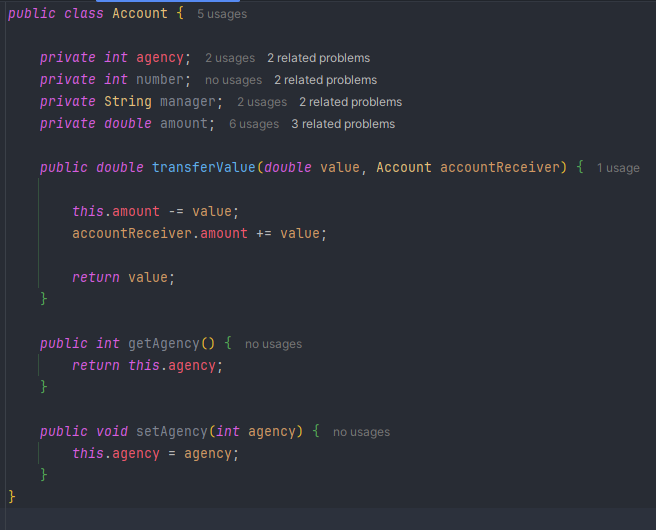 public class Account {   5 usages
private int agency;   2 usages   2 related problems
private int number;   no usages   2 related problems
private String manager;   2 usages   2 related problems
private double amount;   6 usages   3 related problems
public double transferValue(double value, Account accountReceiver) {   1 usage
this.amount -= value;
accountReceiver.amount += value;
return value;
}
public int getAgency() {   no usages
return this.agency;
}
public void setAgency(int agency) {   no usages
this.agency = agency;
}
}